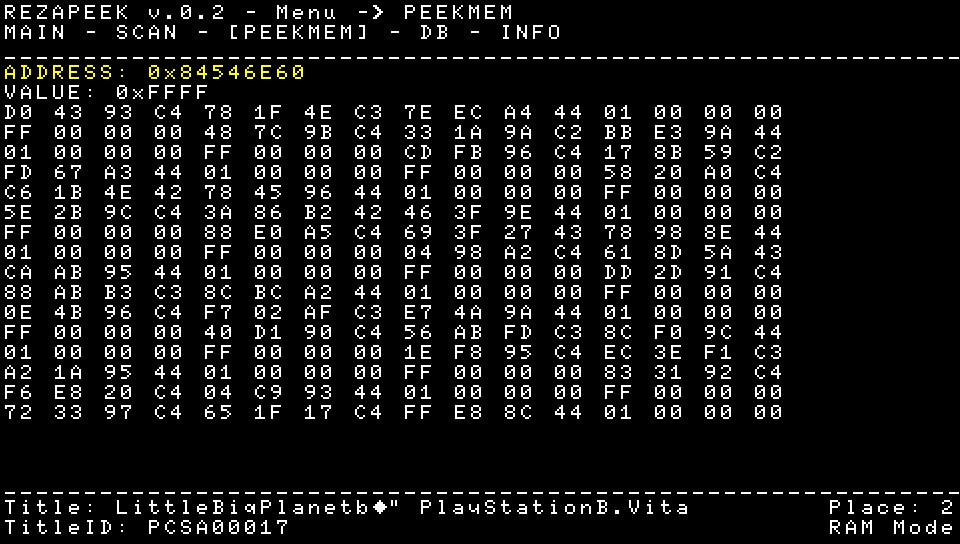 REZAPEEK v.0.2 - Menu -> PEEKMEM
MAIN - SCAN - [PEEKMEM] - DB - INFO
ADDRESS: 0x84546E60
VALUE: 0xFFFF
D0 43 93 C4 78 1F 4E C3 7E EC A4 44 01 00 00 00
FF 00 00 00 48 7C 9B C4 33 1A 9A C2 BB E3 9A 44
01 00 00 00 FF 00 00 00 CD FB 96 C4 17 8B 59 C2
FD 67 A3 44 01 00 00 00 FF 00 00 00 58 20 A0 C4
C6 1B 4E 42 78 45 96 44 01 00 00 00 FF 00 00 00
5E 2B 9C C4 3A 86 B2 42 46 3F 9E 44 01 00 00 00
FF 00 00 00 88 E0 A5 C4 69 3F 27 43 78 98 8E 44
01 00 00 00 FF 00 00 00 04 98 A2 C4 61 8D 5A 43
CA AB 95 44 01 00 00 00 FF 00 00 00 DD 2D 91 C4
88 AB B3 C3 8C BC A2 44 01 00 00 00 FF 00 00 00
0E 4B 96 C4 F7 02 AF C3 E7 4A 9A 44 01 00 00 00
FF 00 00 00 40 D1 90 C4 56 AB FD C3 8C F0 9C 44
01 00 00 00 FF 00 00 00 1E F8 95 C4 EC 3E F1 C3
A2 1A 95 44 01 00 00 00 FF 00 00 00 83 31 92 C4
F6 E8 20 C4 04 C9 93 44 01 00 00 00 FF 00 00 00
72 33 97 C4 65 1F 17 C4 FF E8 8C 44 01 00 00 00
Title: LittleBigPlanetb◆" PlayStationB.Vita
Place: 2
TitleID: PCSA00017
RAM Mode